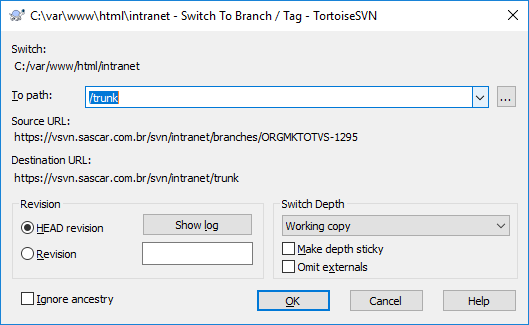 C:\var\www\html\intranet - Switch To Branch / Tag - TortoiseSVN
Switch:
C:/var/www/html/intranet
To path:
/trunk
...
Source URL:
https://vsvn.sascar.com.br/svn/intranet/branches/ORGMKTOTVS-1295
Destination URL:
https://vsvn.sascar.com.br/svn/intranet/trunk
Revision
HEAD revision
Show log
Revision
Switch Depth
Working copy
Make depth sticky
Omit externals
Ignore ancestry
OK
Cancel
Help